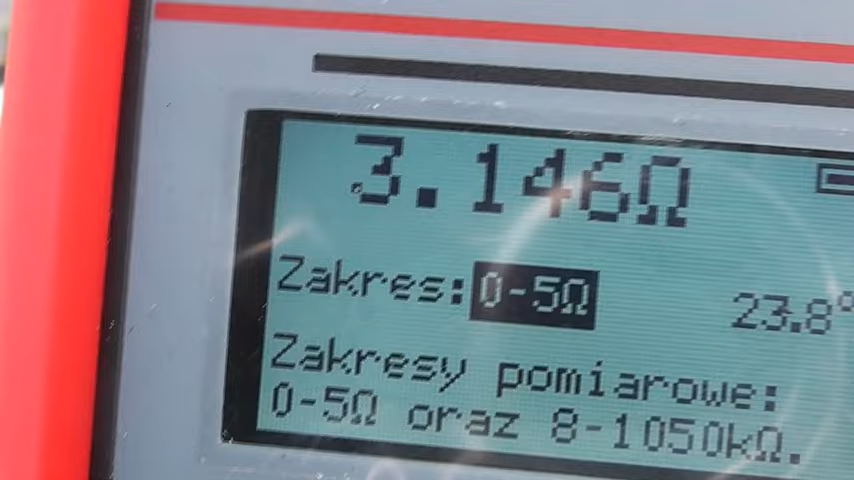 3.146Ω
Zakres: 0-5Ω 23.8°
Zakresy pomiarowe:
0-5Ω oraz 8-1050kΩ.